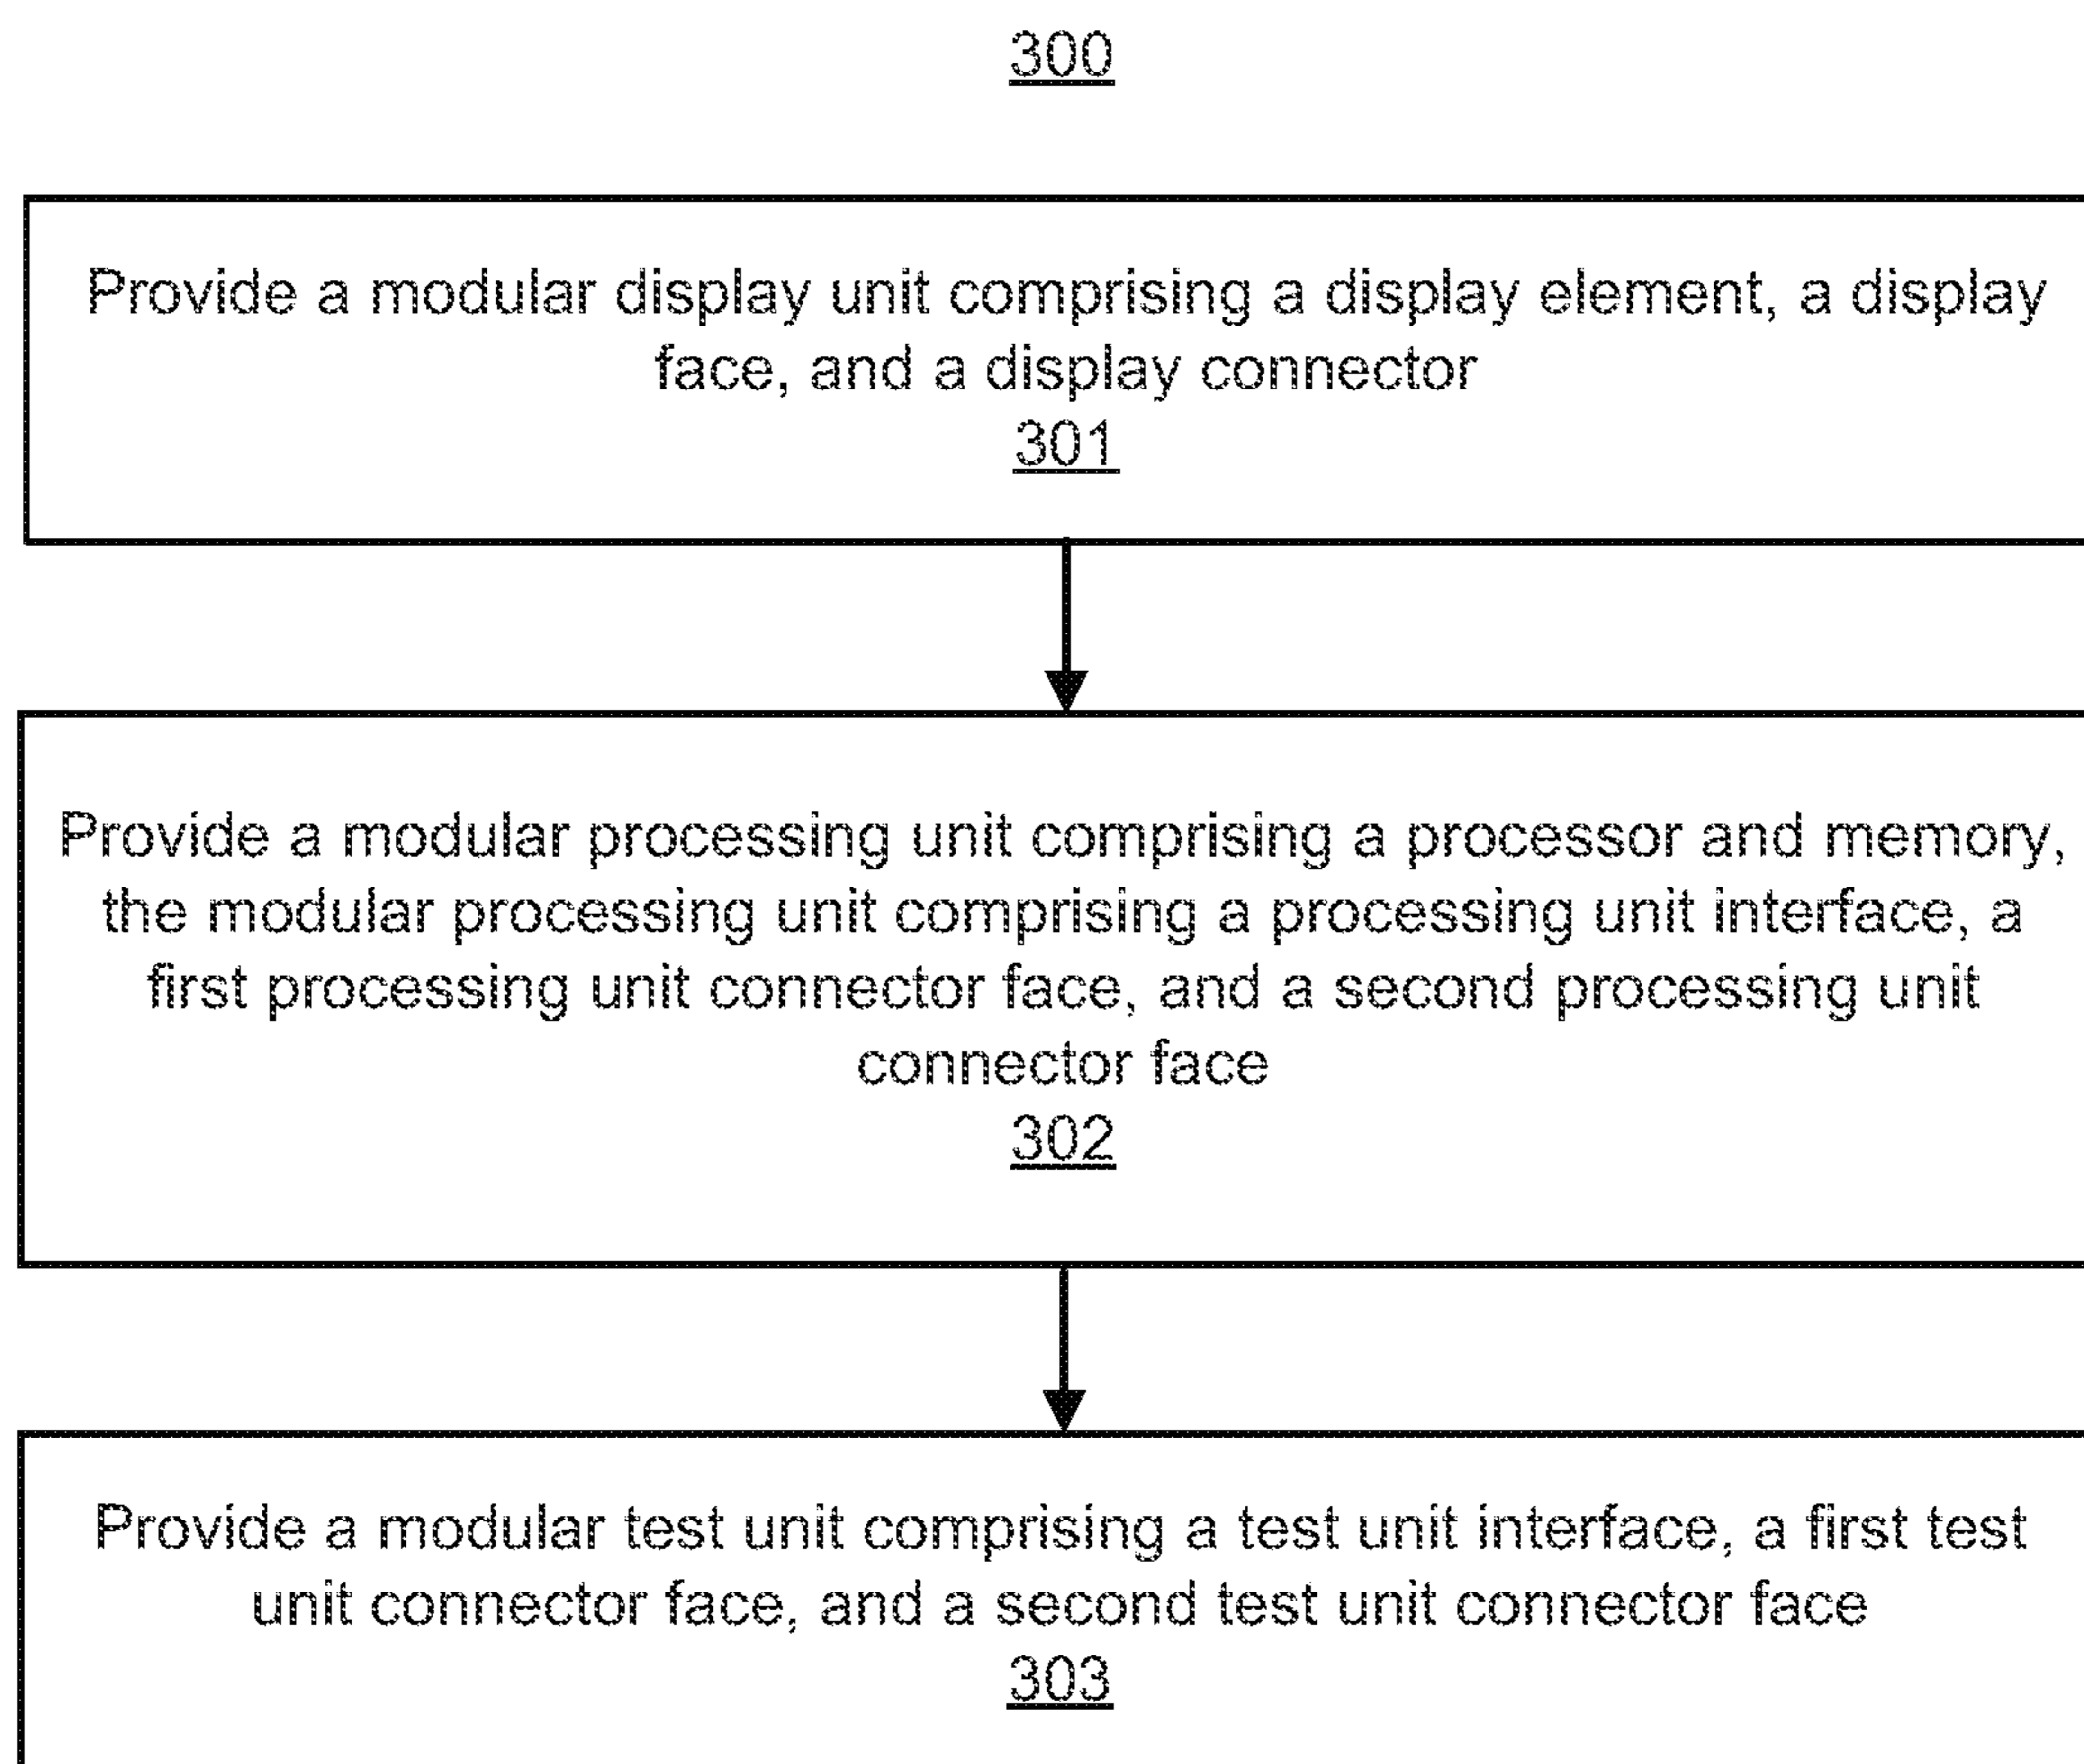 300
Provide a modular display unit comprising a display element, a display
face, and a display connector
301
Provide a modular processing unit comprising a processor and memory,
the modular processing unit comprising a processing unit interface, a
first processing unit connector face, and a second processing unit
connector face
302
Provide a modular test unit comprising a test unit interface, a first test
unit connector face, and a second test unit connector face
303